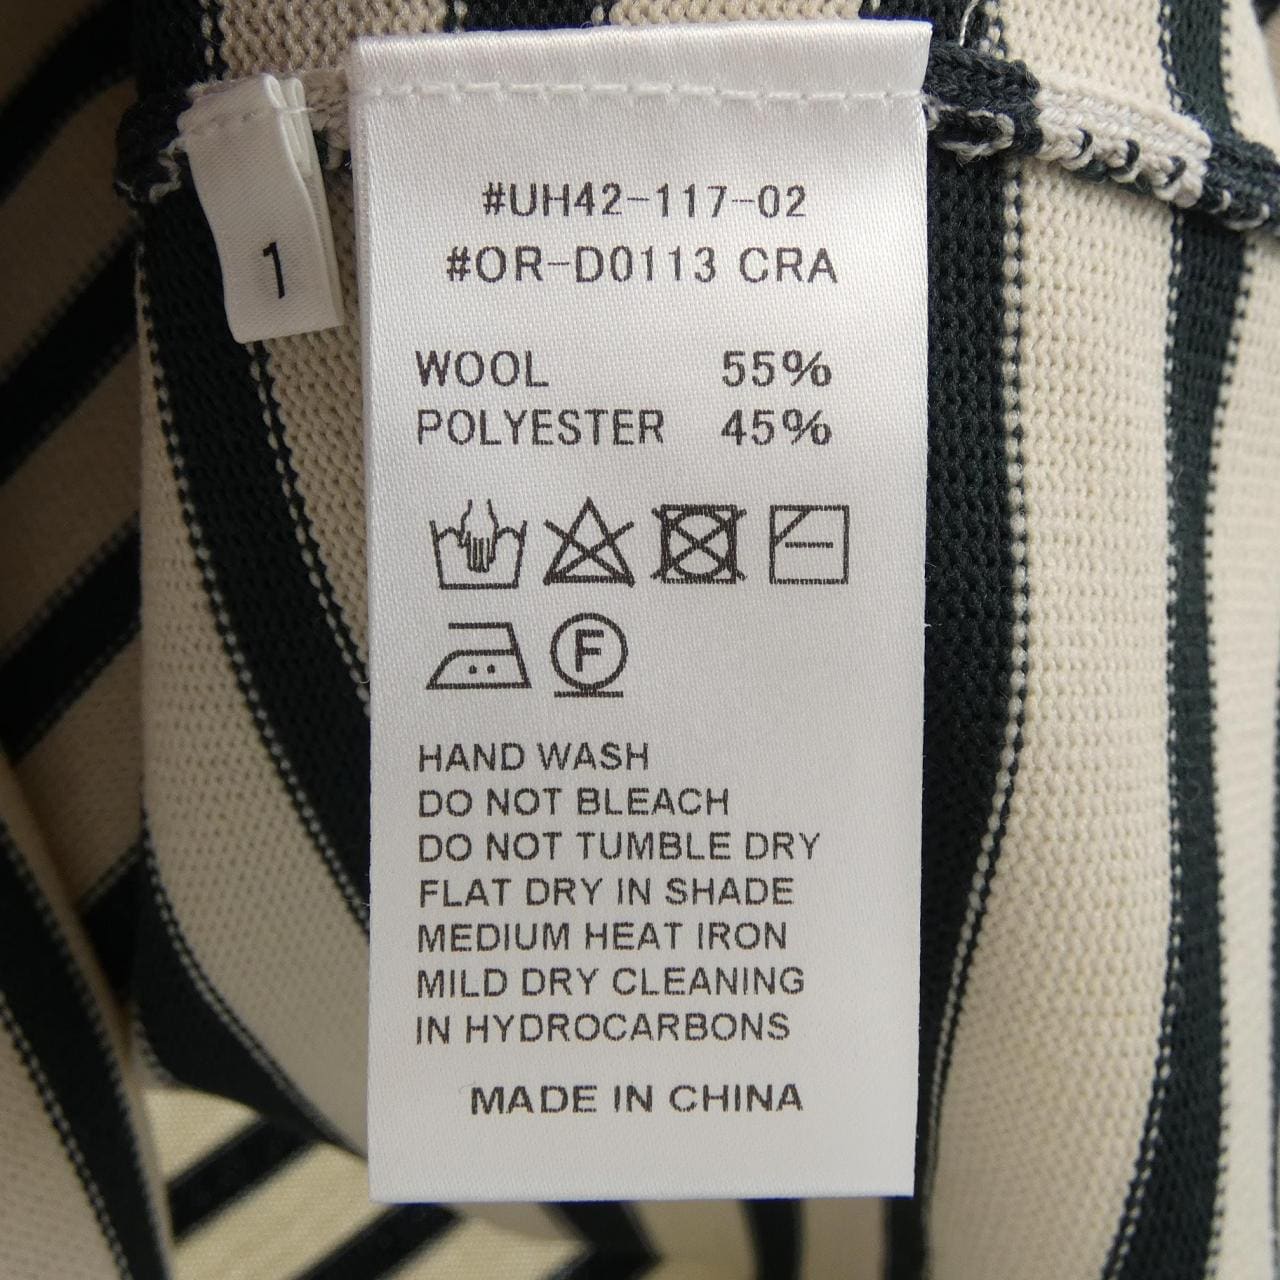 1
#UH42-117-02
#OR-D0113 CRA
WOOL 55%
POLYESTER 45%
F
HAND WASH
DO NOT BLEACH
DO NOT TUMBLE DRY
FLAT DRY IN SHADE
MEDIUM HEAT IRON
MILD DRY CLEANING
IN HYDROCARBONS
MADE IN CHINA